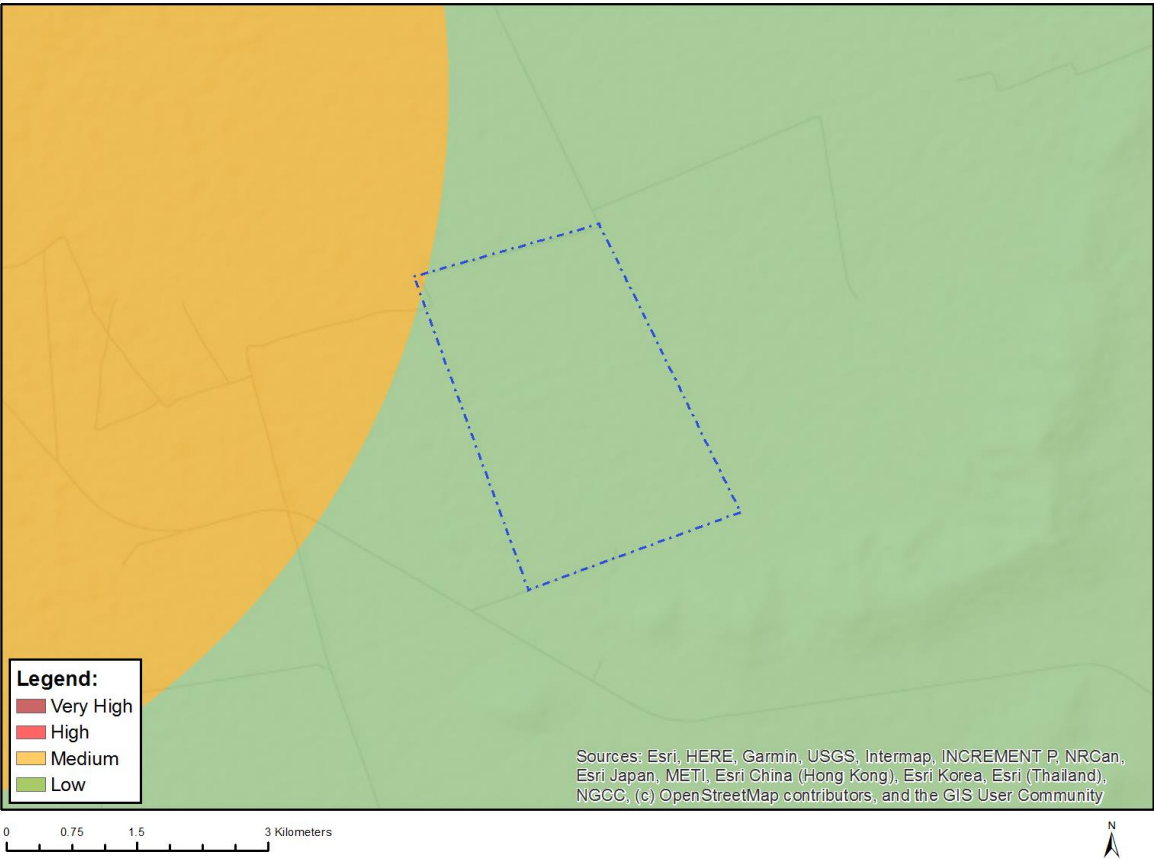 Legend:
Very High
High
Medium
Low
Sources: Esri, HERE, Garmin, USGS, Intermap, INCREMENT P, NRCan,
Esri Japan, METI, Esri China (Hong Kong), Esri Korea, Esri (Thailand),
NGCC, (c) OpenStreetMap contributors, and the GIS User Community
0 0.75 1.5 3 Kilometers
N